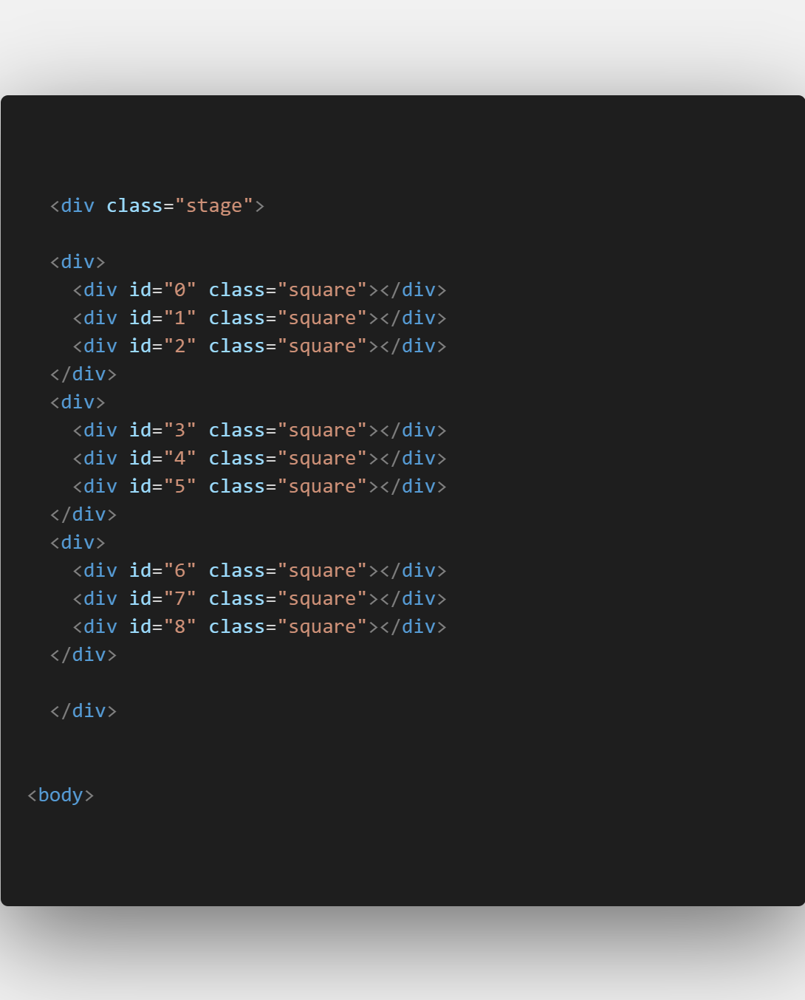 <div class="stage">
<div>
<div id="0" class="square"></div>
<div id="1" class="square"></div>
<div id="2" class="square"></div>
</div>
<div>
<div id="3" class="square"></div>
<div id="4" class="square"></div>
<div id="5" class="square"></div>
</div>
<div>
<div id="6" class="square"></div>
<div id="7" class="square"></div>
<div id="8" class="square"></div>
</div>
</div>
<body>